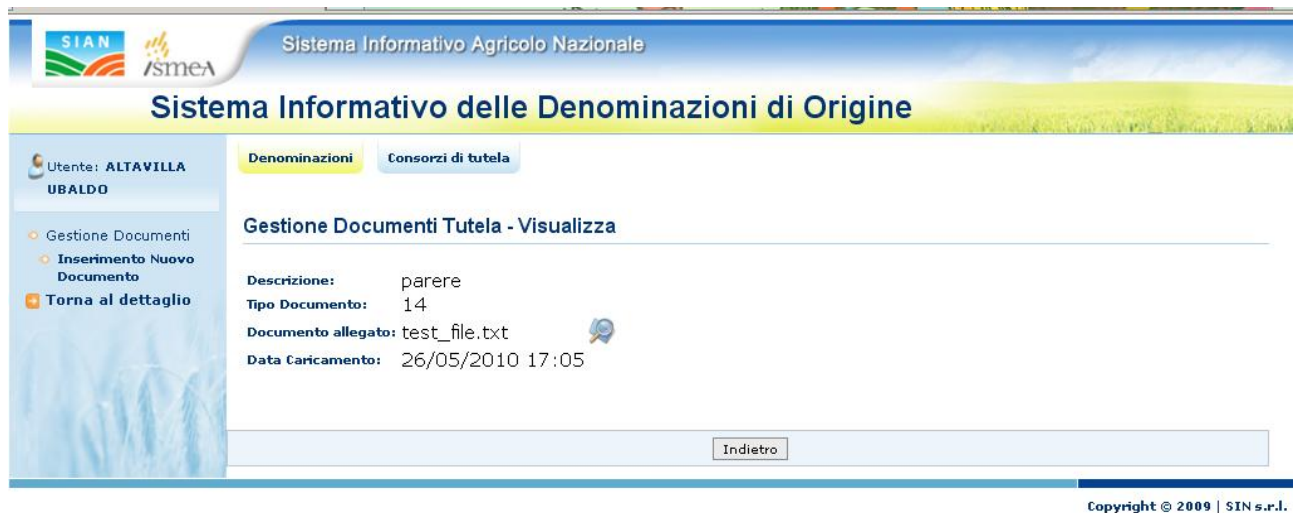 SIAN
ismea
Sistema Informativo Agricolo Nazionale
Sistema Informativo delle Denominazioni di Origine
Utente: ALTAVILLA
UBALDO
Denominazioni
Consorzi di tutela
Gestione Documenti
Inserimento Nuovo
Documento
Torna al dettaglio
Gestione Documenti Tutela - Visualizza
Descrizione: parere
Tipo Documento: 14
Documento allegato: test_file.txt
Data Caricamento: 26/05/2010 17:05
Indietro
Copyright © 2009 | SIN s.r.l.